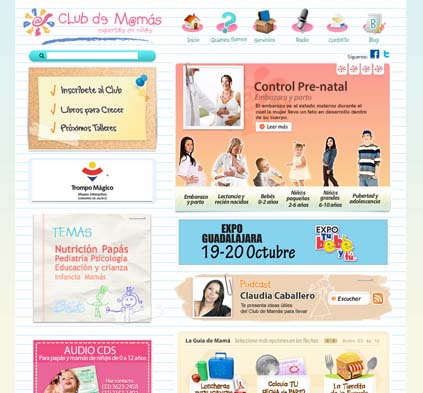 CLub de Mamás
expertas en niños
Inicio
Quiénes Somos
Servicios
Radio
Contacto
Blog
Síguenos:
Inscríbete al Club
Libros para Crecer
Próximos Talleres
Control Pre-natal
Embarazo y parto
El embarazo es el estado materno durante el
cual la mujer lleva un feto en desarrollo dentro
de su cuerpo.
Leer más
Embarazo
y parto
Lactancia y
recién nacidos
Bebés
0-2 años
Niños
pequeños
2-6 años
Niños
grandes
6-10 años
Pubertad y
adolescencia
Trompo Mágico
Museo Interactivo
TEMAS
Nutrición Papás
Pediatría Psicología
Educación y crianza
Infancia Mamás
EXPO
GUADALAJARA
19-20 Octubre
EXPO
Tu
bebé
y tú
Podcast
Claudia Caballero
Te presenta ideas útiles
del Club de Mamás para llevar
Escuchar
AUDIO CDS
Para papás y mamás de niñ@s de 0 a 12 años
Haz contacto:
(33) 3623-2458
La Guía de Mamá
Selecciona más opciones en las flechas
Loncheras
Calcula TU
FECHA de PARTO
La Tiendita